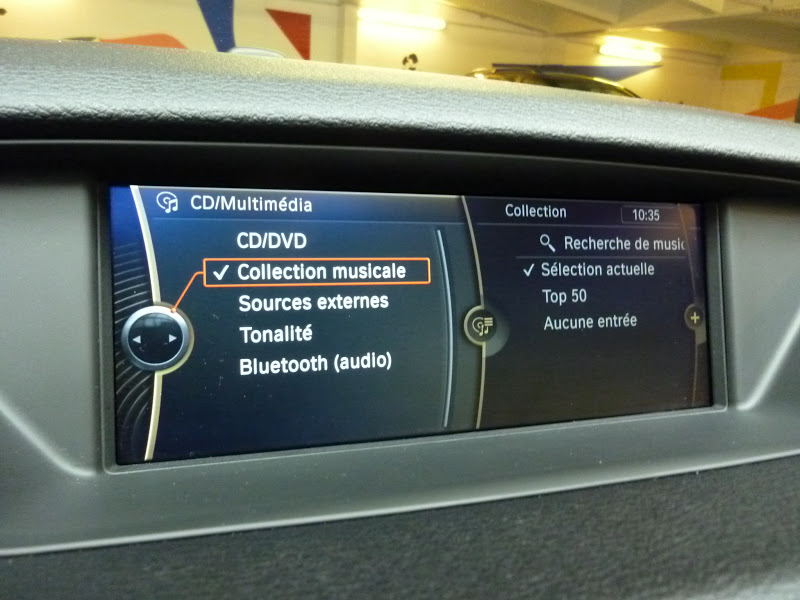 CD/Multimédia
CD/DVD
Collection musicale
Sources externes
Tonalité
Bluetooth (audio)
Collection
10:35
Recherche de music
Sélection actuelle
Top 50
Aucune entrée